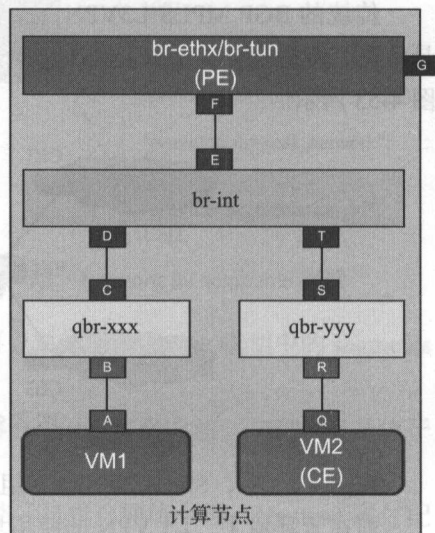 br-ethx/br-tun
(PE)
G
F
E
br-int
D
T
C
S
qbr-xxx
qbr-yyy
B
R
A
Q
VM1
VM2
(CE)
计算节点